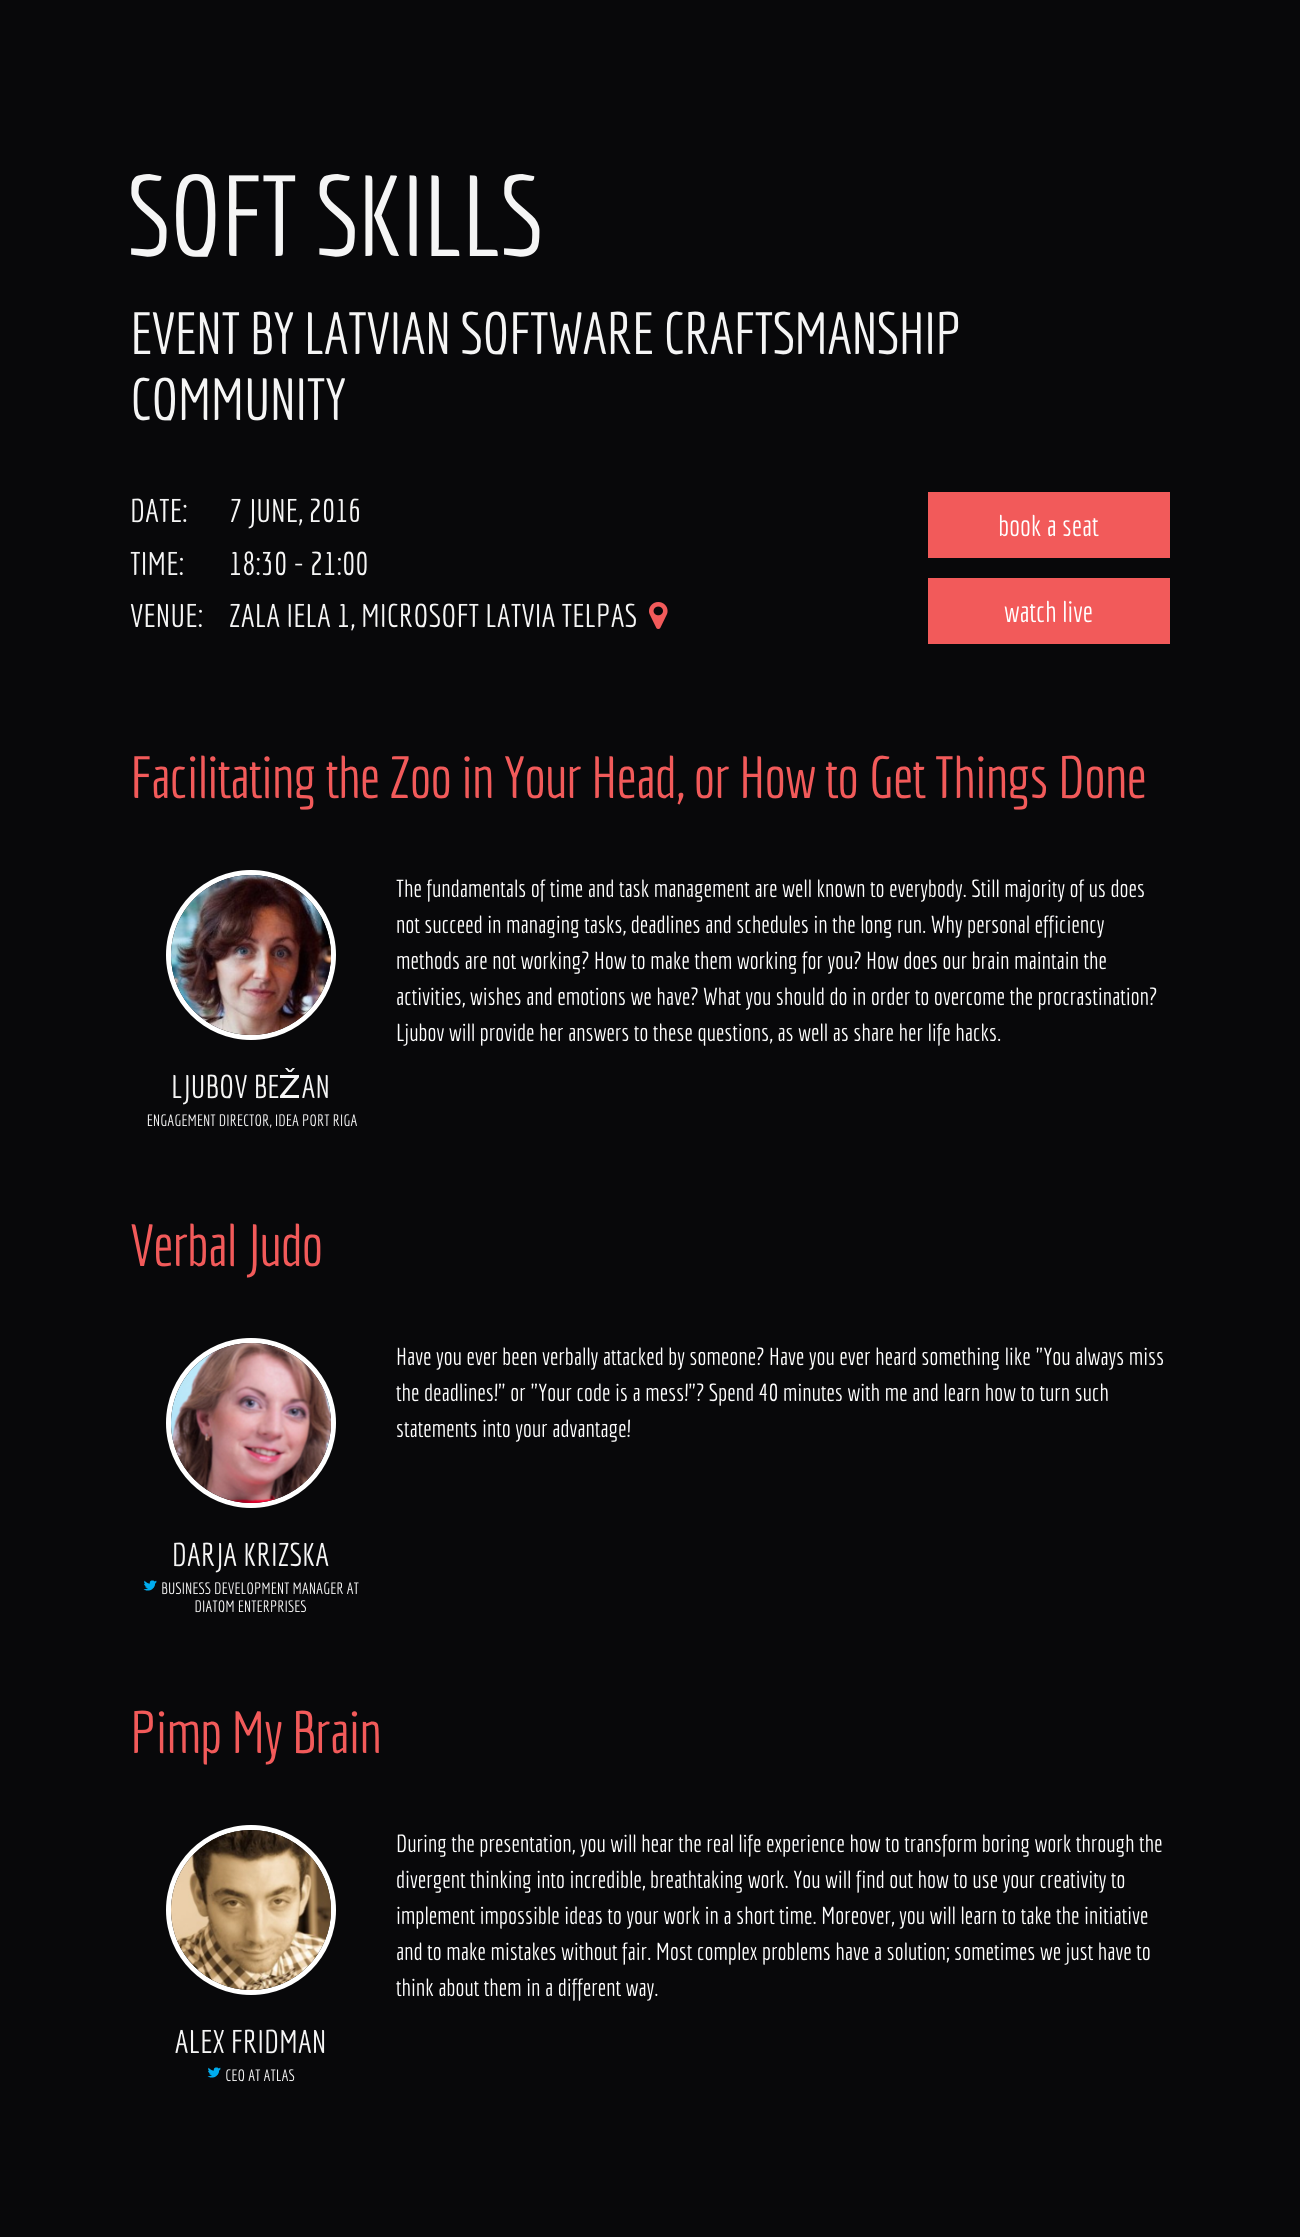 SOFT SKILLS
EVENT BY LATVIAN SOFTWARE CRAFTSMANSHIP
COMMUNITY
DATE: 7 JUNE, 2016
TIME: 18:30 - 21:00
VENUE: ZALA IELA 1, MICROSOFT LATVIA TELPAS
book a seat
watch live
Facilitating the Zoo in Your Head, or How to Get Things Done
The fundamentals of time and task management are well known to everybody. Still majority of us does
not succeed in managing tasks, deadlines and schedules in the long run. Why personal efficiency
methods are not working? How to make them working for you? How does our brain maintain the
activities, wishes and emotions we have? What you should do in order to overcome the procrastination?
Ljubov will provide her answers to these questions, as well as share her life hacks.
LJUBOV BEŽAN
ENGAGEMENT DIRECTOR, IDEA PORT RIGA
Verbal Judo
Have you ever been verbally attacked by someone? Have you ever heard something like "You always miss
the deadlines!" or "Your code is a mess!"? Spend 40 minutes with me and learn how to turn such
statements into your advantage!
DARJA KRIZSKA
BUSINESS DEVELOPMENT MANAGER AT
DIATOM ENTERPRISES
Pimp My Brain
During the presentation, you will hear the real life experience how to transform boring work through the
divergent thinking into incredible, breathtaking work. You will find out how to use your creativity to
implement impossible ideas to your work in a short time. Moreover, you will learn to take the initiative
and to make mistakes without fair. Most complex problems have a solution; sometimes we just have to
think about them in a different way.
ALEX FRIDMAN
CEO AT ATLAS